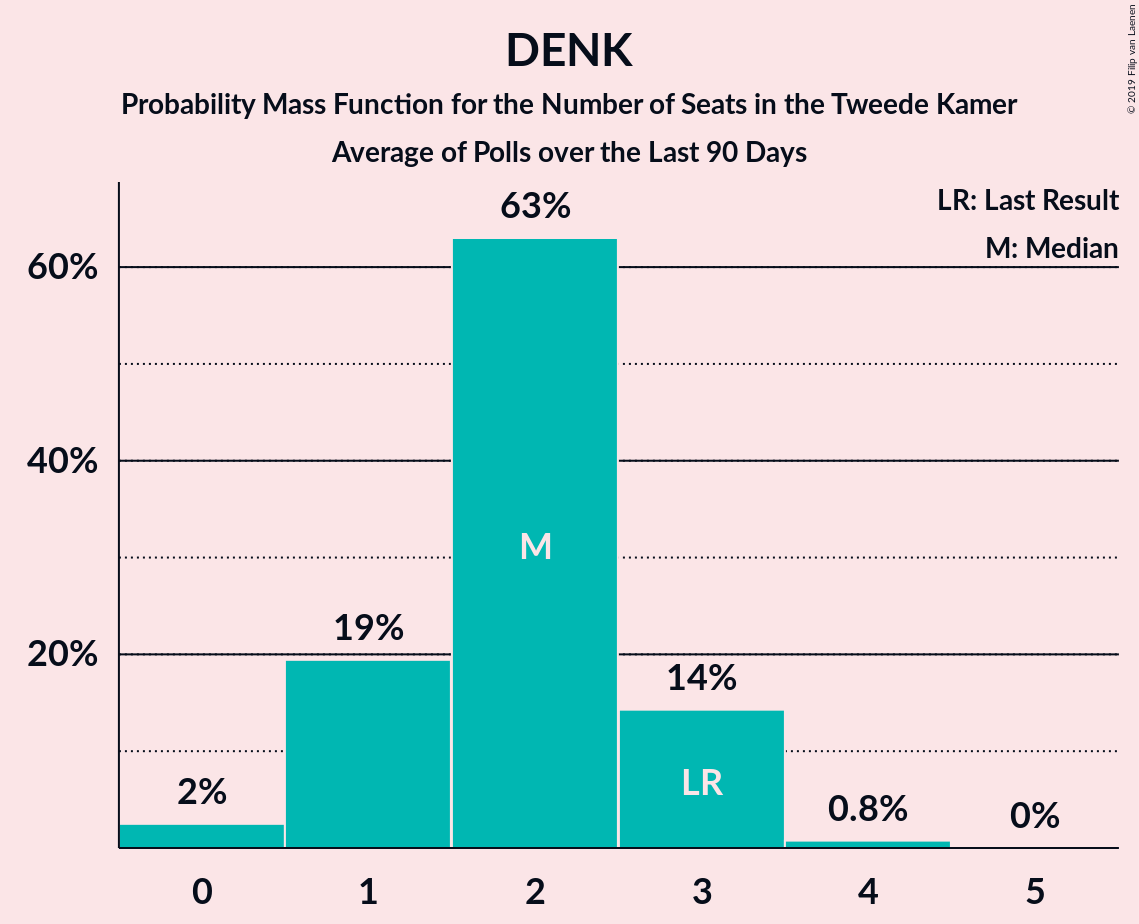 DENK
Probability Mass Function for the Number of Seats in the Tweede Kamer
Average of Polls over the Last 90 Days
© 2019 Filip van Laenen
LR: Last Result
M: Median
63%
60%
40%
M
19%
20%
14%
LR
2%
0.8%
0%
0 1 2 3 4 5